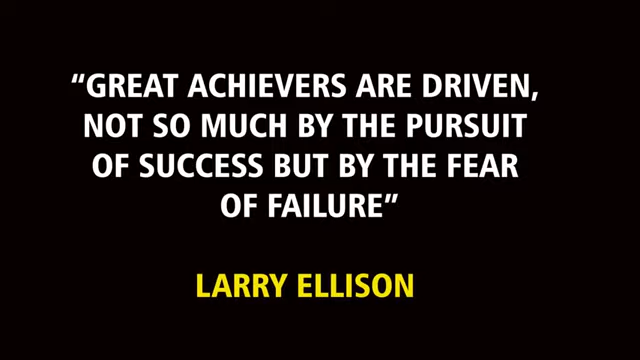 “GREAT ACHIEVERS ARE DRIVEN,
NOT SO MUCH BY THE PURSUIT
OF SUCCESS BUT BY THE FEAR
OF FAILURE”
LARRY ELLISON